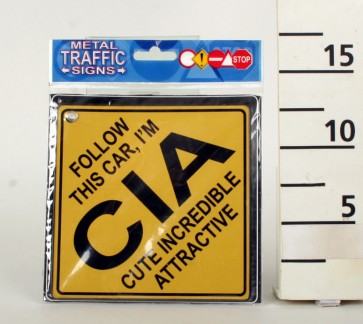 METAL
TRAFFIC
SIGNS
STOP
FOLLOW
THIS CAR, I'M
CIA
CUTE INCREDIBLE
ATTRACTIVE
15
10
5